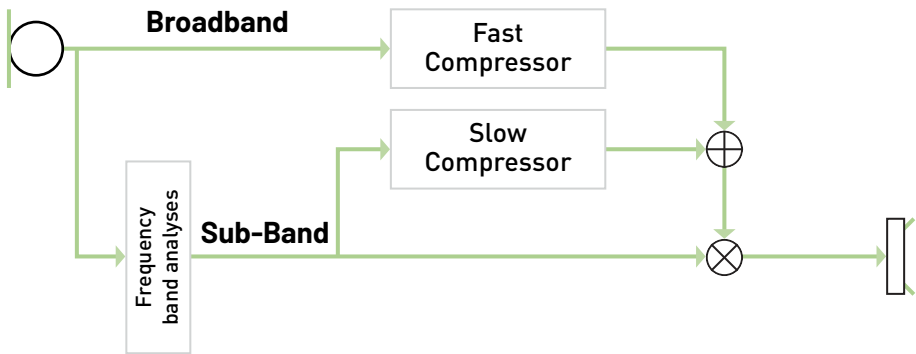 Broadband
Fast
Compressor
Slow
Compressor
Frequency
band analyses
Sub-Band